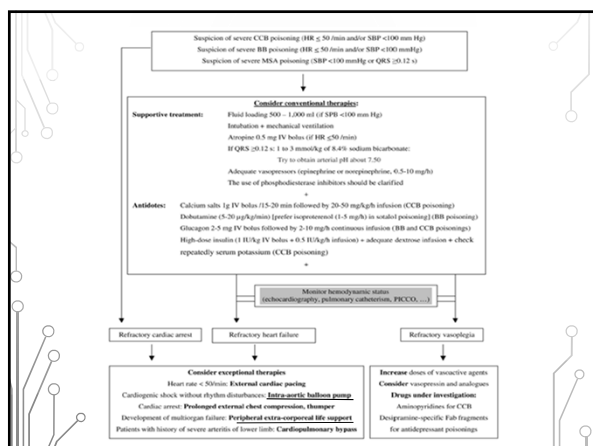 Suspicion of severe CCB poisoning (HR ≤ 50 /min and/or SBP <100 mm Hg)
Suspicion of severe BB poisoning (HR ≤ 50 /min and/or SBP <100 mmHg)
Suspicion of severe MSA poisoning (SBP <100 mmHg or QRS ≥0.12 s)
Consider conventional therapies:
Supportive treatment: Fluid loading 500 – 1,000 ml (if SPB <100 mm Hg)
Intubation + mechanical ventilation
Atropine 0.5 mg IV bolus (if HR ≤50 /min)
If QRS ≥0.12 s: 1 to 3 mmol/kg of 8.4% sodium bicarbonate:
Try to obtain arterial pH about 7.50
Adequate vasopressors (epinephrine or norepinephrine, 0.5-10 mg/h)
The use of phosphodiesterase inhibitors should be clarified
+
Antidotes: Calcium salts 1g IV bolus /15-20 min followed by 20-50 mg/kg/h infusion (CCB poisoning)
Dobutamine (5-20 µg/kg/min) [prefer isoproterenol (1-5 mg/h) in sotalol poisoning] (BB poisoning)
Glucagon 2-5 mg IV bolus followed by 2-10 mg/h continuous infusion (BB and CCB poisonings)
High-dose insulin (1 IU/kg IV bolus + 0.5 IU/kg/h infusion) + adequate dextrose infusion + check
repeatedly serum potassium (CCB poisoning)
+
Monitor hemodynamic status
(echocardiography, pulmonary catheterism, PICCO, …)
Refractory cardiac arrest Refractory heart failure Refractory vasoplegia
Consider exceptional therapies
Heart rate < 50/min: External cardiac pacing
Cardiogenic shock without rhythm disturbances: Intra-aortic balloon pump
Cardiac arrest: Prolonged external chest compression, thumper
Development of multiorgan failure: Peripheral extra-corporal life support
Patients with history of severe arteritis of lower limb: Cardiopulmonary bypass
Increase doses of vasoactive agents
Consider vasopressin and analogues
Drugs under investigation:
Aminopyridines for CCB
Desipramine-specific Fab fragments
for antidepressant poisonings